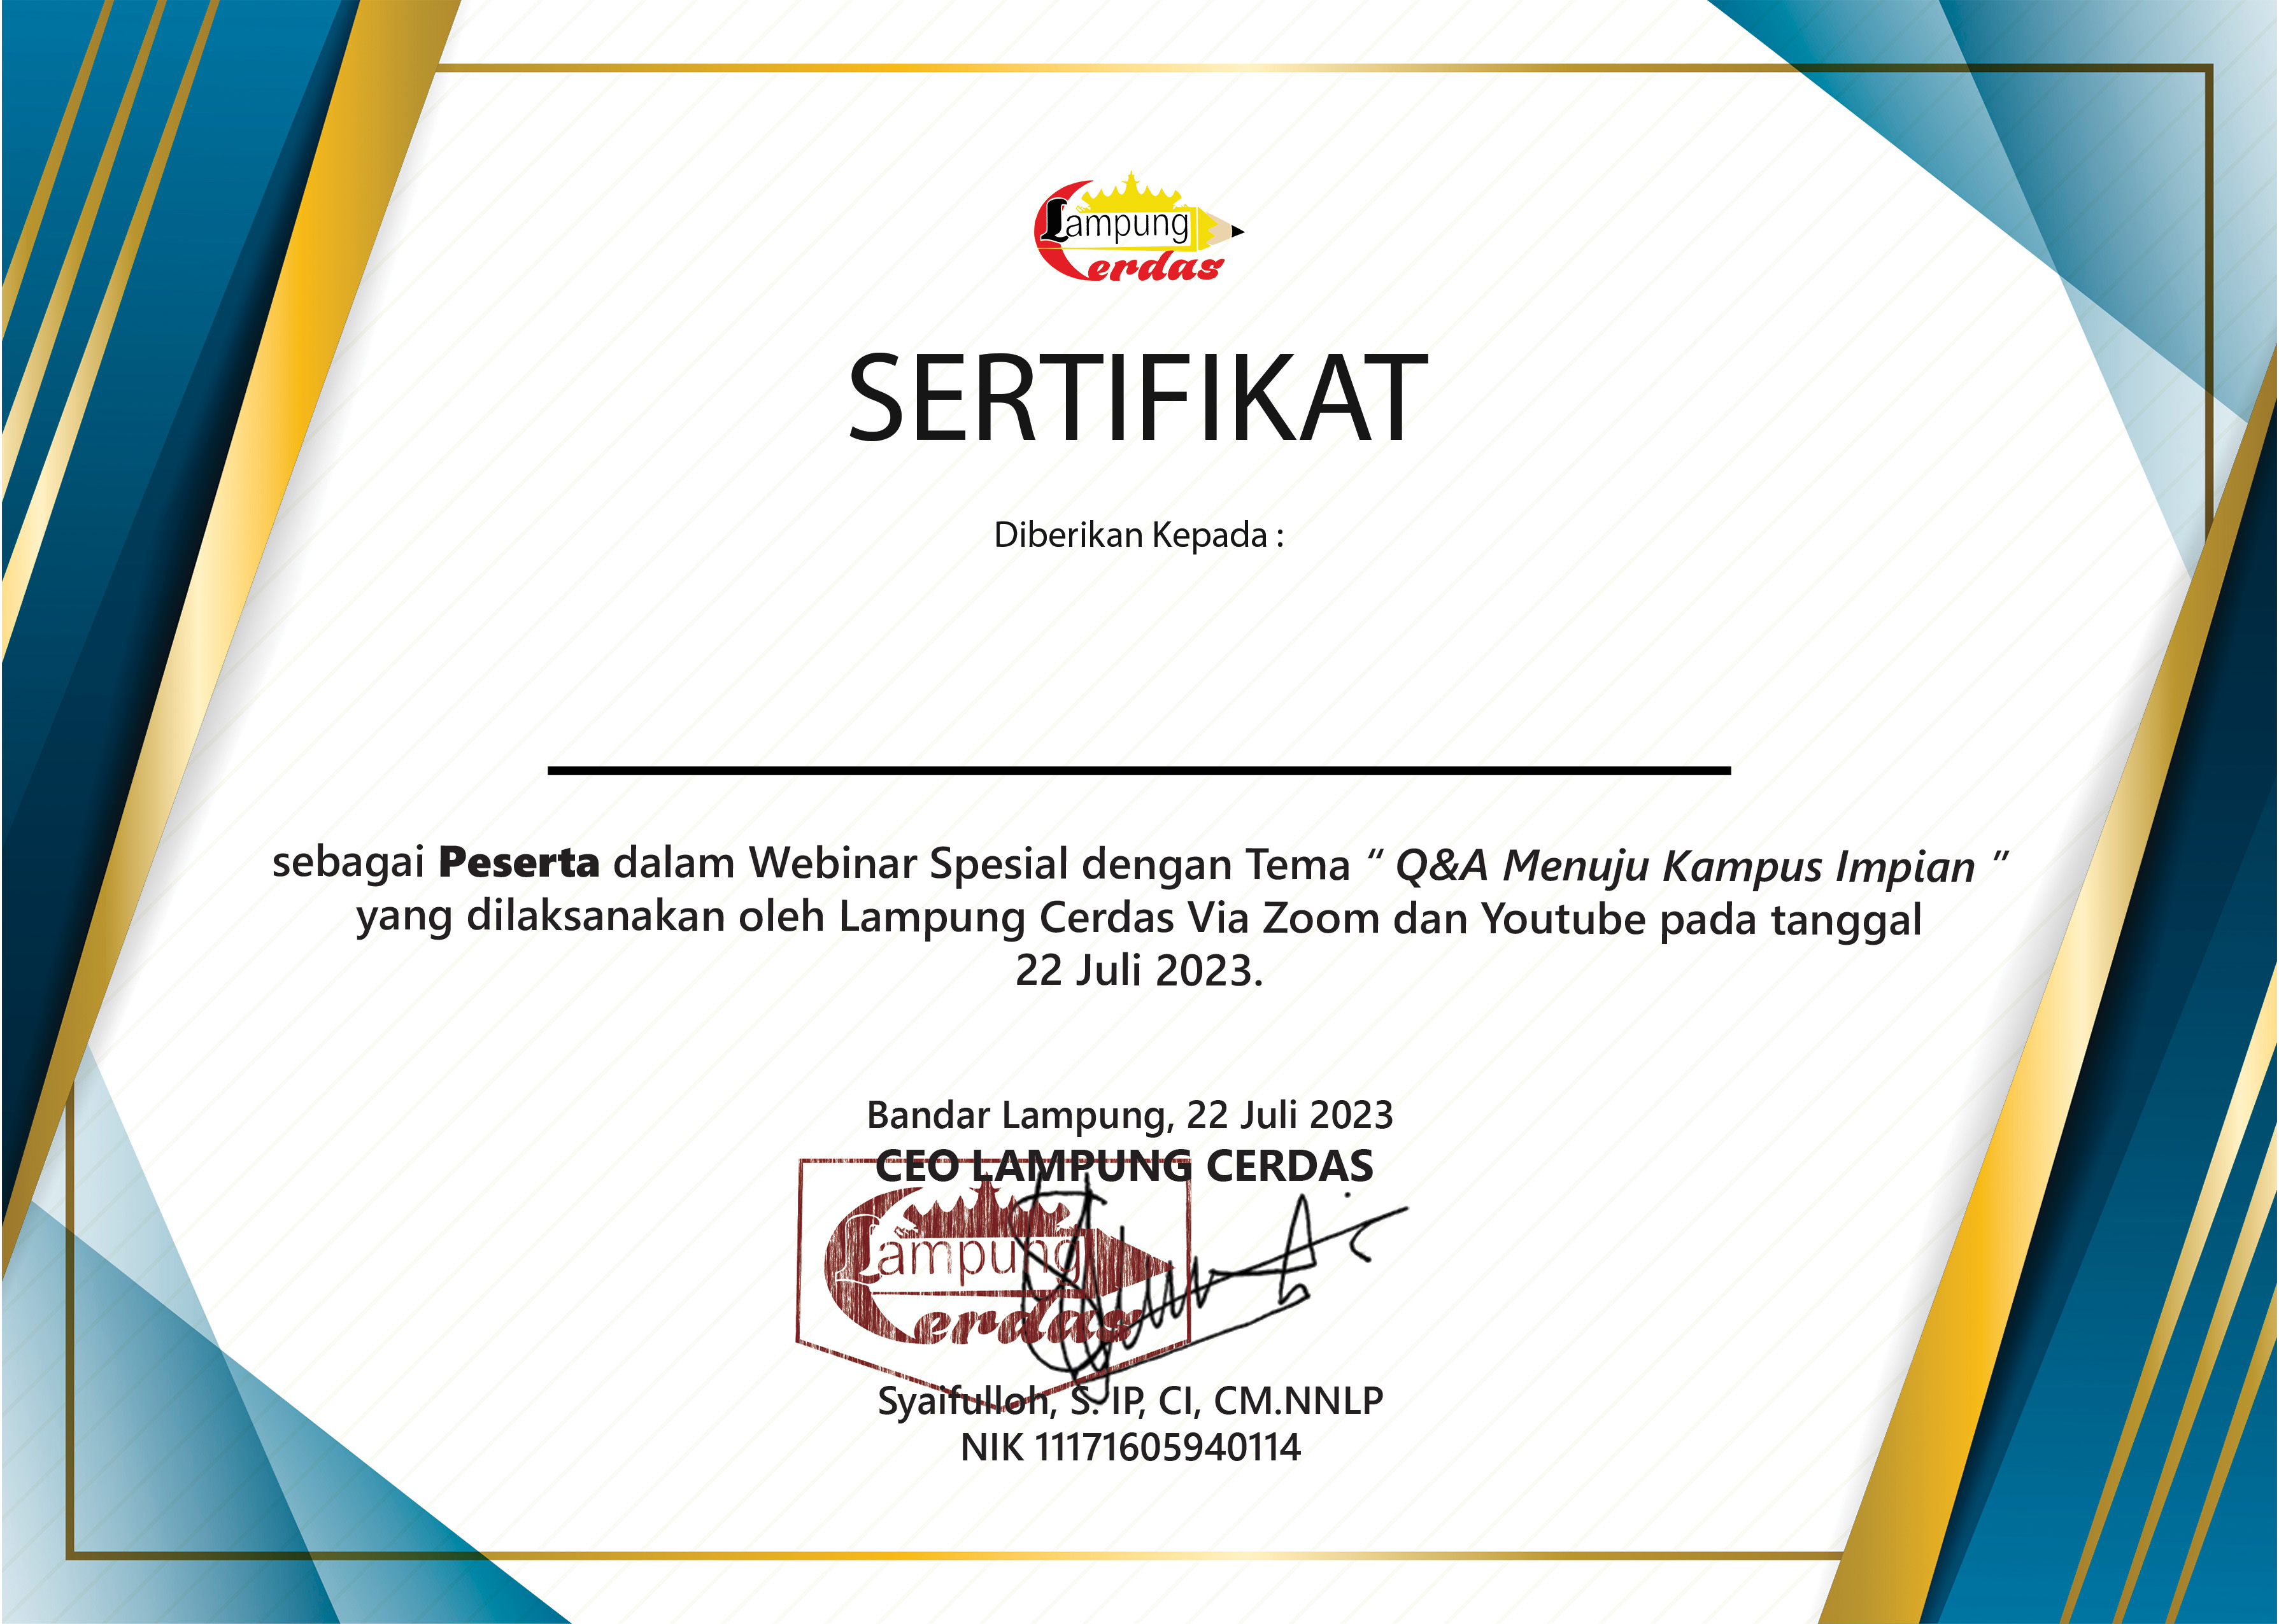 Lampung
Cerdas
SERTIFIKAT
Diberikan Kepada :
sebagai Peserta dalam Webinar Spesial dengan Tema “ Q&A Menuju Kampus Impian ”
yang dilaksanakan oleh Lampung Cerdas Via Zoom dan Youtube pada tanggal
22 Juli 2023.
Bandar Lampung, 22 Juli 2023
CEO LAMPUNG CERDAS
Lampung
Cerdas
Syaifulloh, S. IP, CI, CM.NNLP
NIK 11171605940114